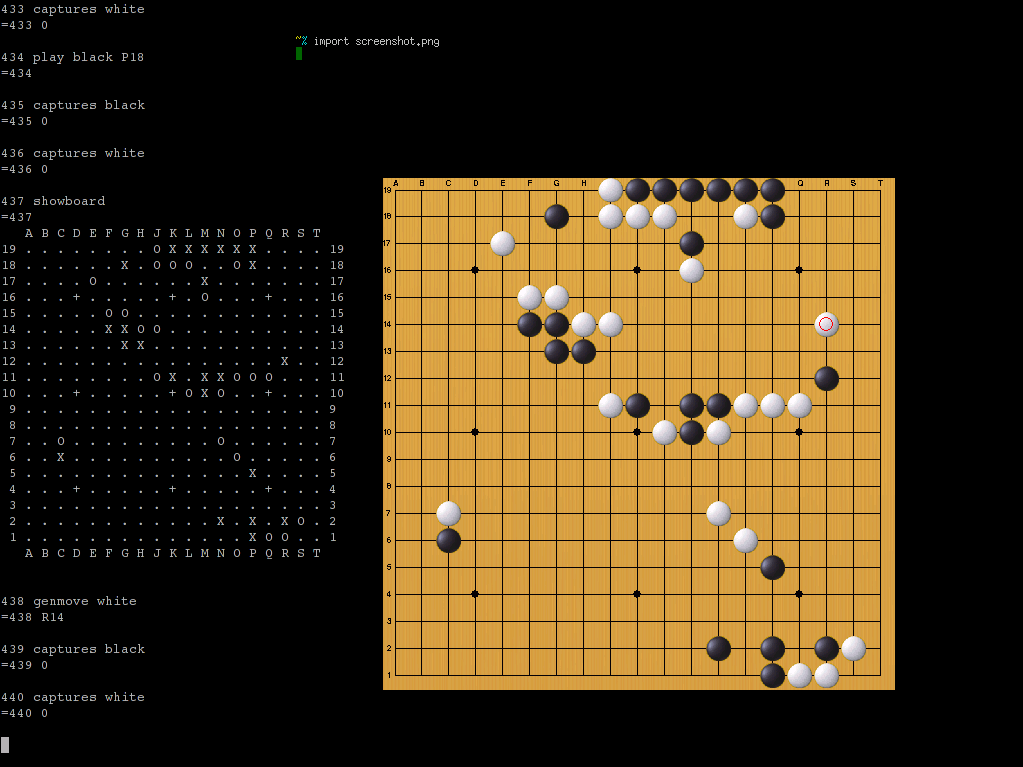 433 captures white
=433 0
434 play black P18
=434
435 captures black
=435 0
436 captures white
=436 0
437 showboard
=437
A B C D E F G H J K L M N O P Q R S T
19 . . . . . . . . O X X X X X X . . . . 19
18 . . . . . . X . O O O . . O X . . . . 18
17 . . . . O . . . . . . X . . . . . . . 17
16 . . . + . . . . . + . O . . . + . . . 16
15 . . . . . O O . . . . . . . . . . . . 15
14 . . . . . X X O O . . . . . . . . . . 14
13 . . . . . . X X . . . . . . . . . . . 13
12 . . . . . . . . . . . . . . . . X . . 12
11 . . . . . . . . O X . X X O O O . . . 11
10 . . . + . . . . . + O X O . . + . . . 10
9 . . . . . . . . . . . . . . . . . . . 9
8 . . . . . . . . . . . . . . . . . . . 8
7 . . O . . . . . . . . . O . . . . . . 7
6 . . X . . . . . . . . . . O . . . . . 6
5 . . . . . . . . . . . . . . X . . . . 5
4 . . . + . . . . . + . . . . . + . . . 4
3 . . . . . . . . . . . . . . . . . . . 3
2 . . . . . . . . . . . . X . X . X O . 2
1 . . . . . . . . . . . . . . X O O . . 1
A B C D E F G H J K L M N O P Q R S T
438 genmove white
=438 R14
439 captures black
=439 0
440 captures white
=440 0
~% import screenshot.png
A B C D E F G H Q R S T
19
18
17
16
15
14
13
12
11
10
9
8
7
6
5
4
3
2
1